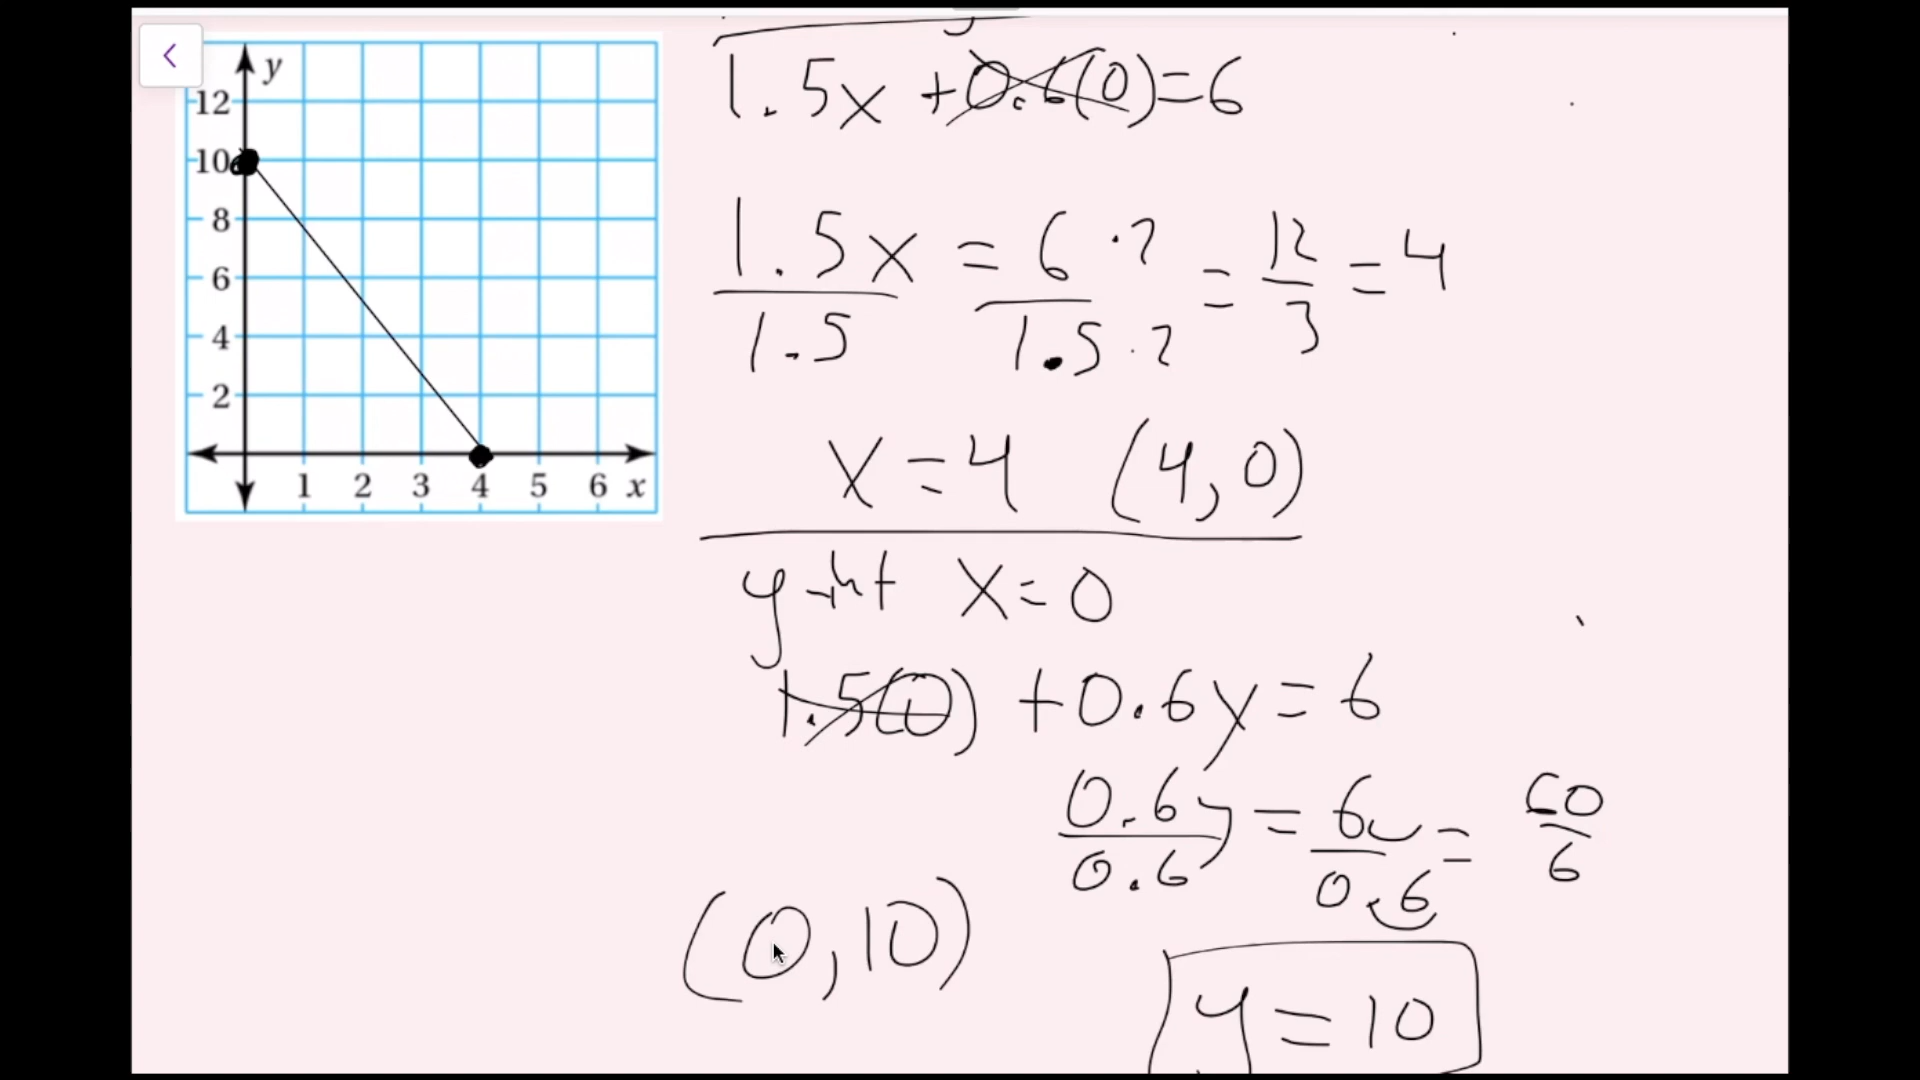 y
12
10
8
6
4
2
1 2 3 4 5 6 x
1.5x + 0.6(0) = 6
1.5x / 1.5 = 6 · 2 / 1.5 · 2 = 12 / 3 = 4
x = 4 (4, 0)
y-int x = 0
1.5(0) + 0.6y = 6
0.6y / 0.6 = 6 / 0.6 = 60 / 6
(0, 10)
y = 10